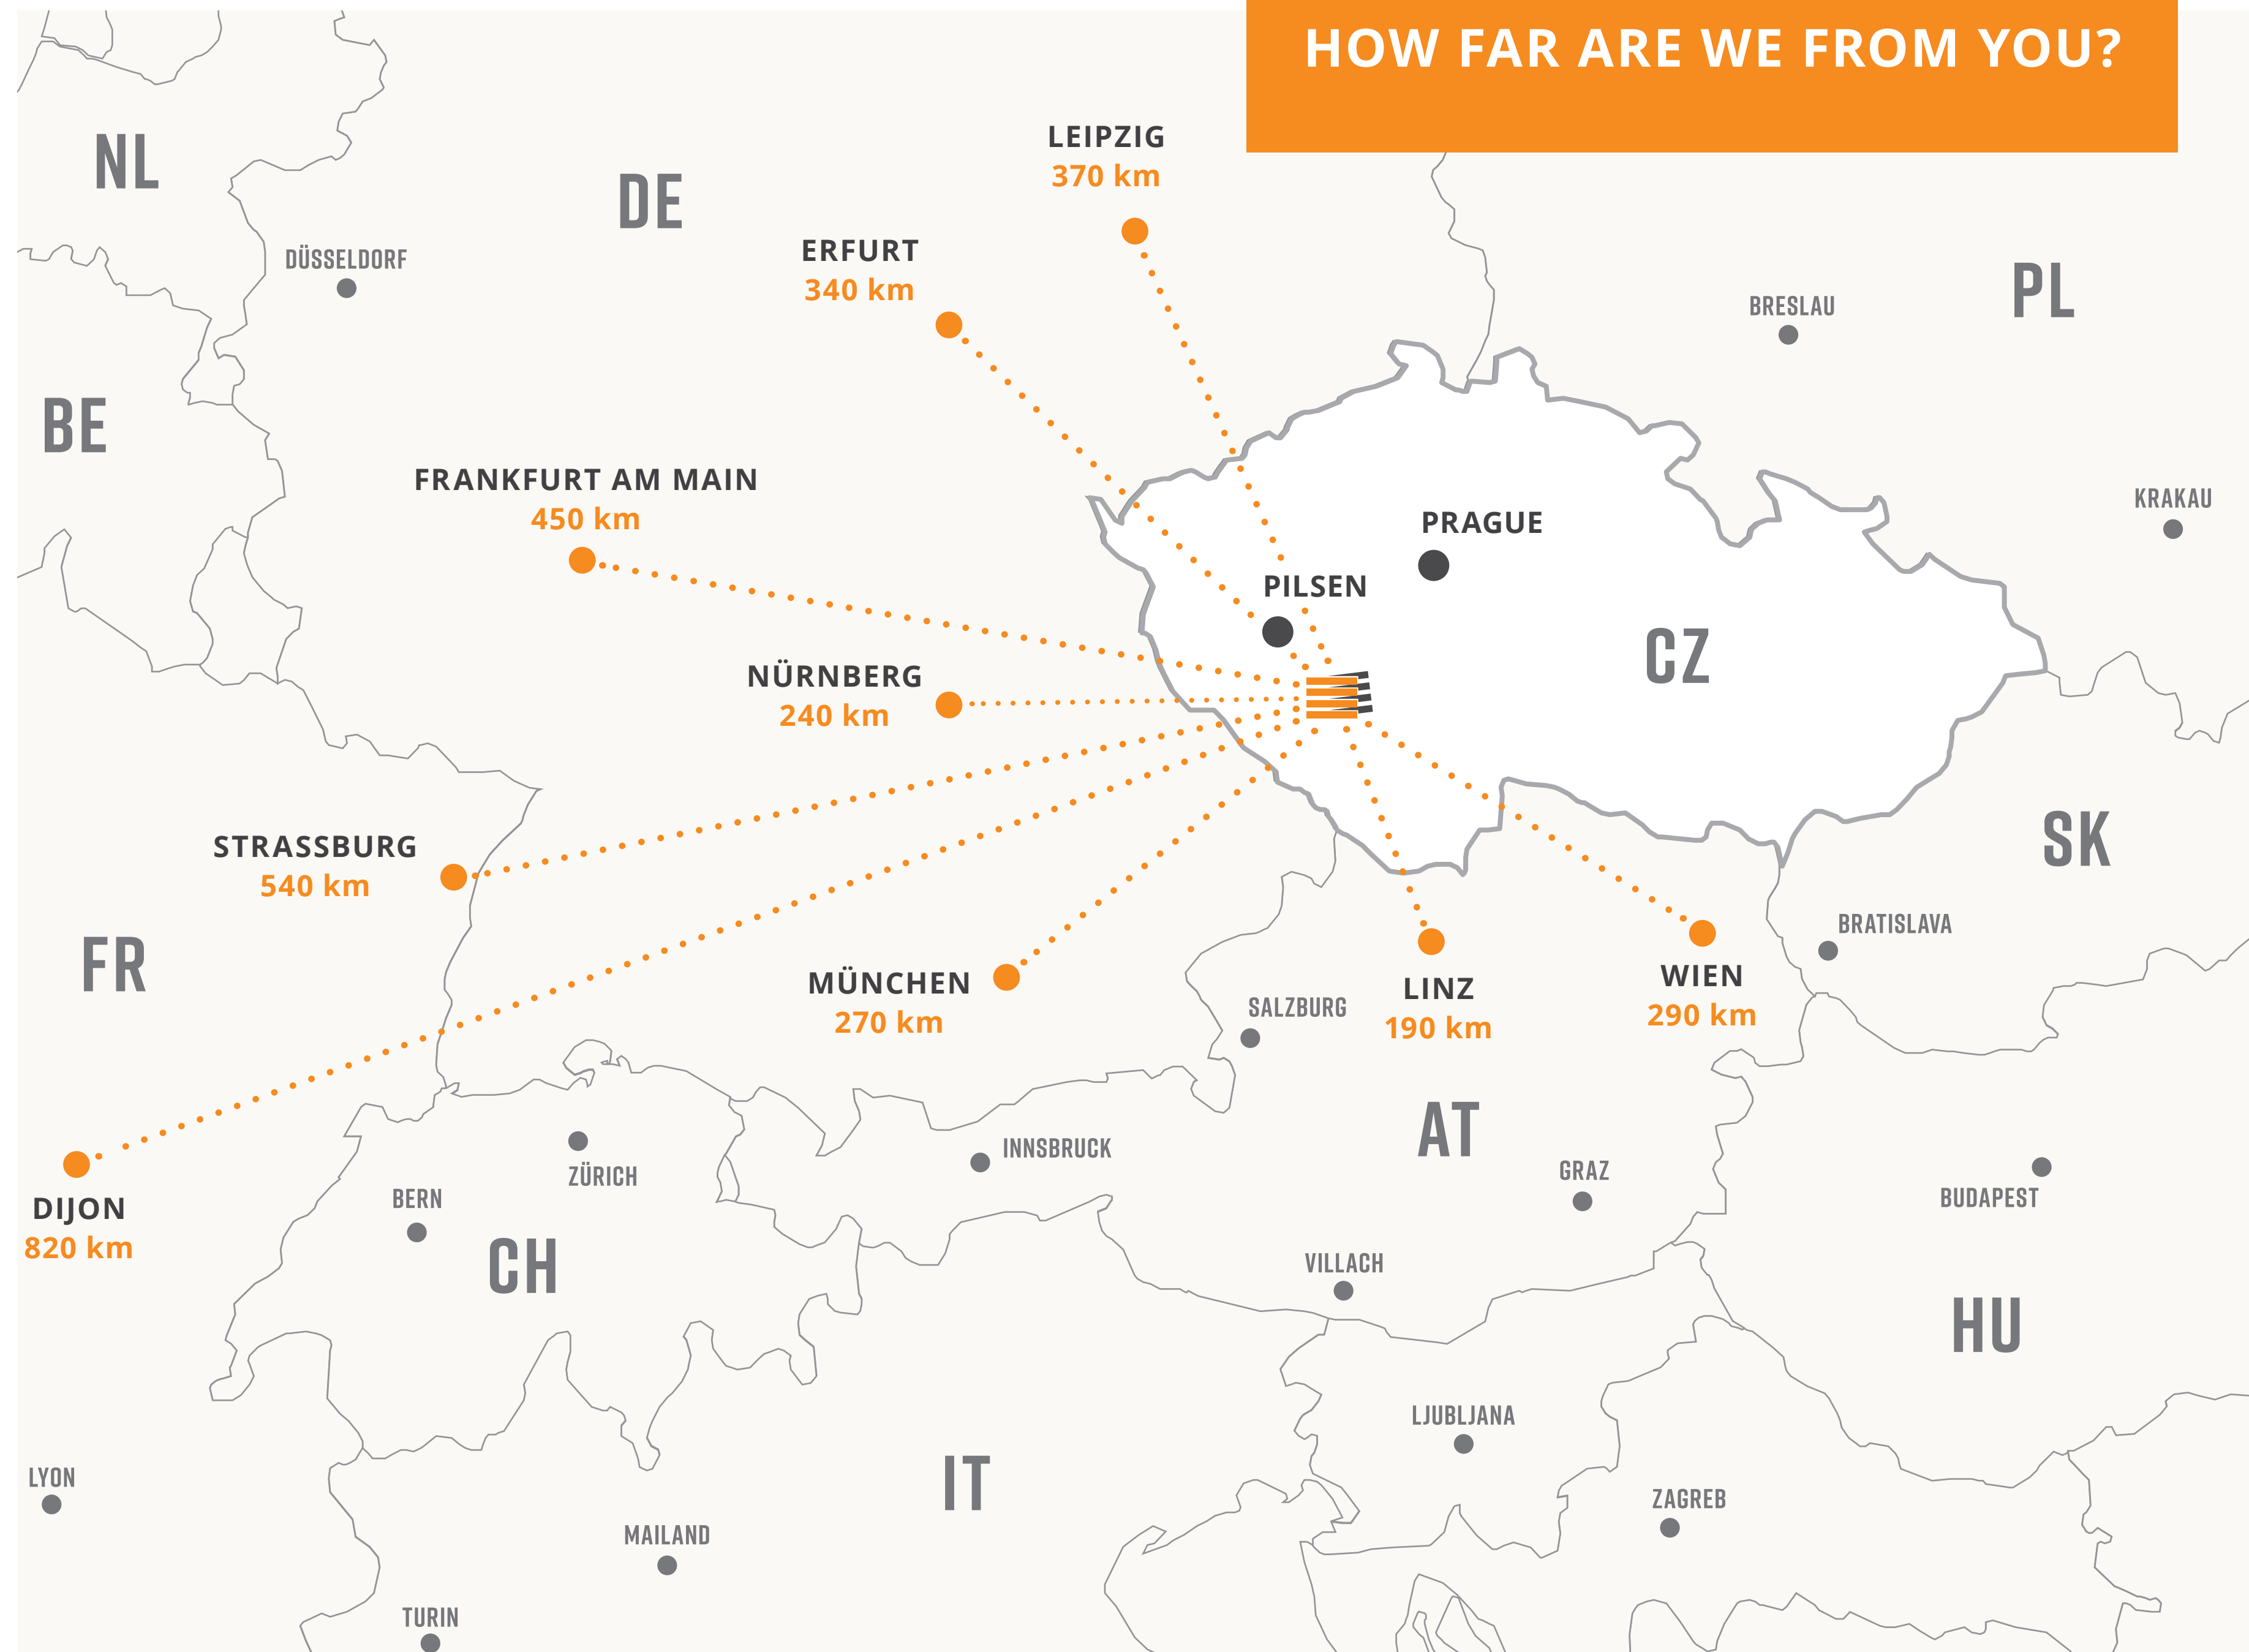 HOW FAR ARE WE FROM YOU?
LEIPZIG
370 km
NL
DE
ERFURT
340 km
DÜSSELDORF
PL
BRESLAU
BE
FRANKFURT AM MAIN
450 km
KRAKAU
PRAGUE
PILSEN
CZ
NÜRNBERG
240 km
STRASSBURG
540 km
SK
FR
BRATISLAVA
MÜNCHEN
270 km
SALZBURG
LINZ
190 km
WIEN
290 km
AT
INNSBRUCK
ZÜRICH
GRAZ
BERN
BUDAPEST
DIJON
820 km
CH
VILLACH
HU
LJUBLJANA
LYON
IT
ZAGREB
MAILAND
TURIN